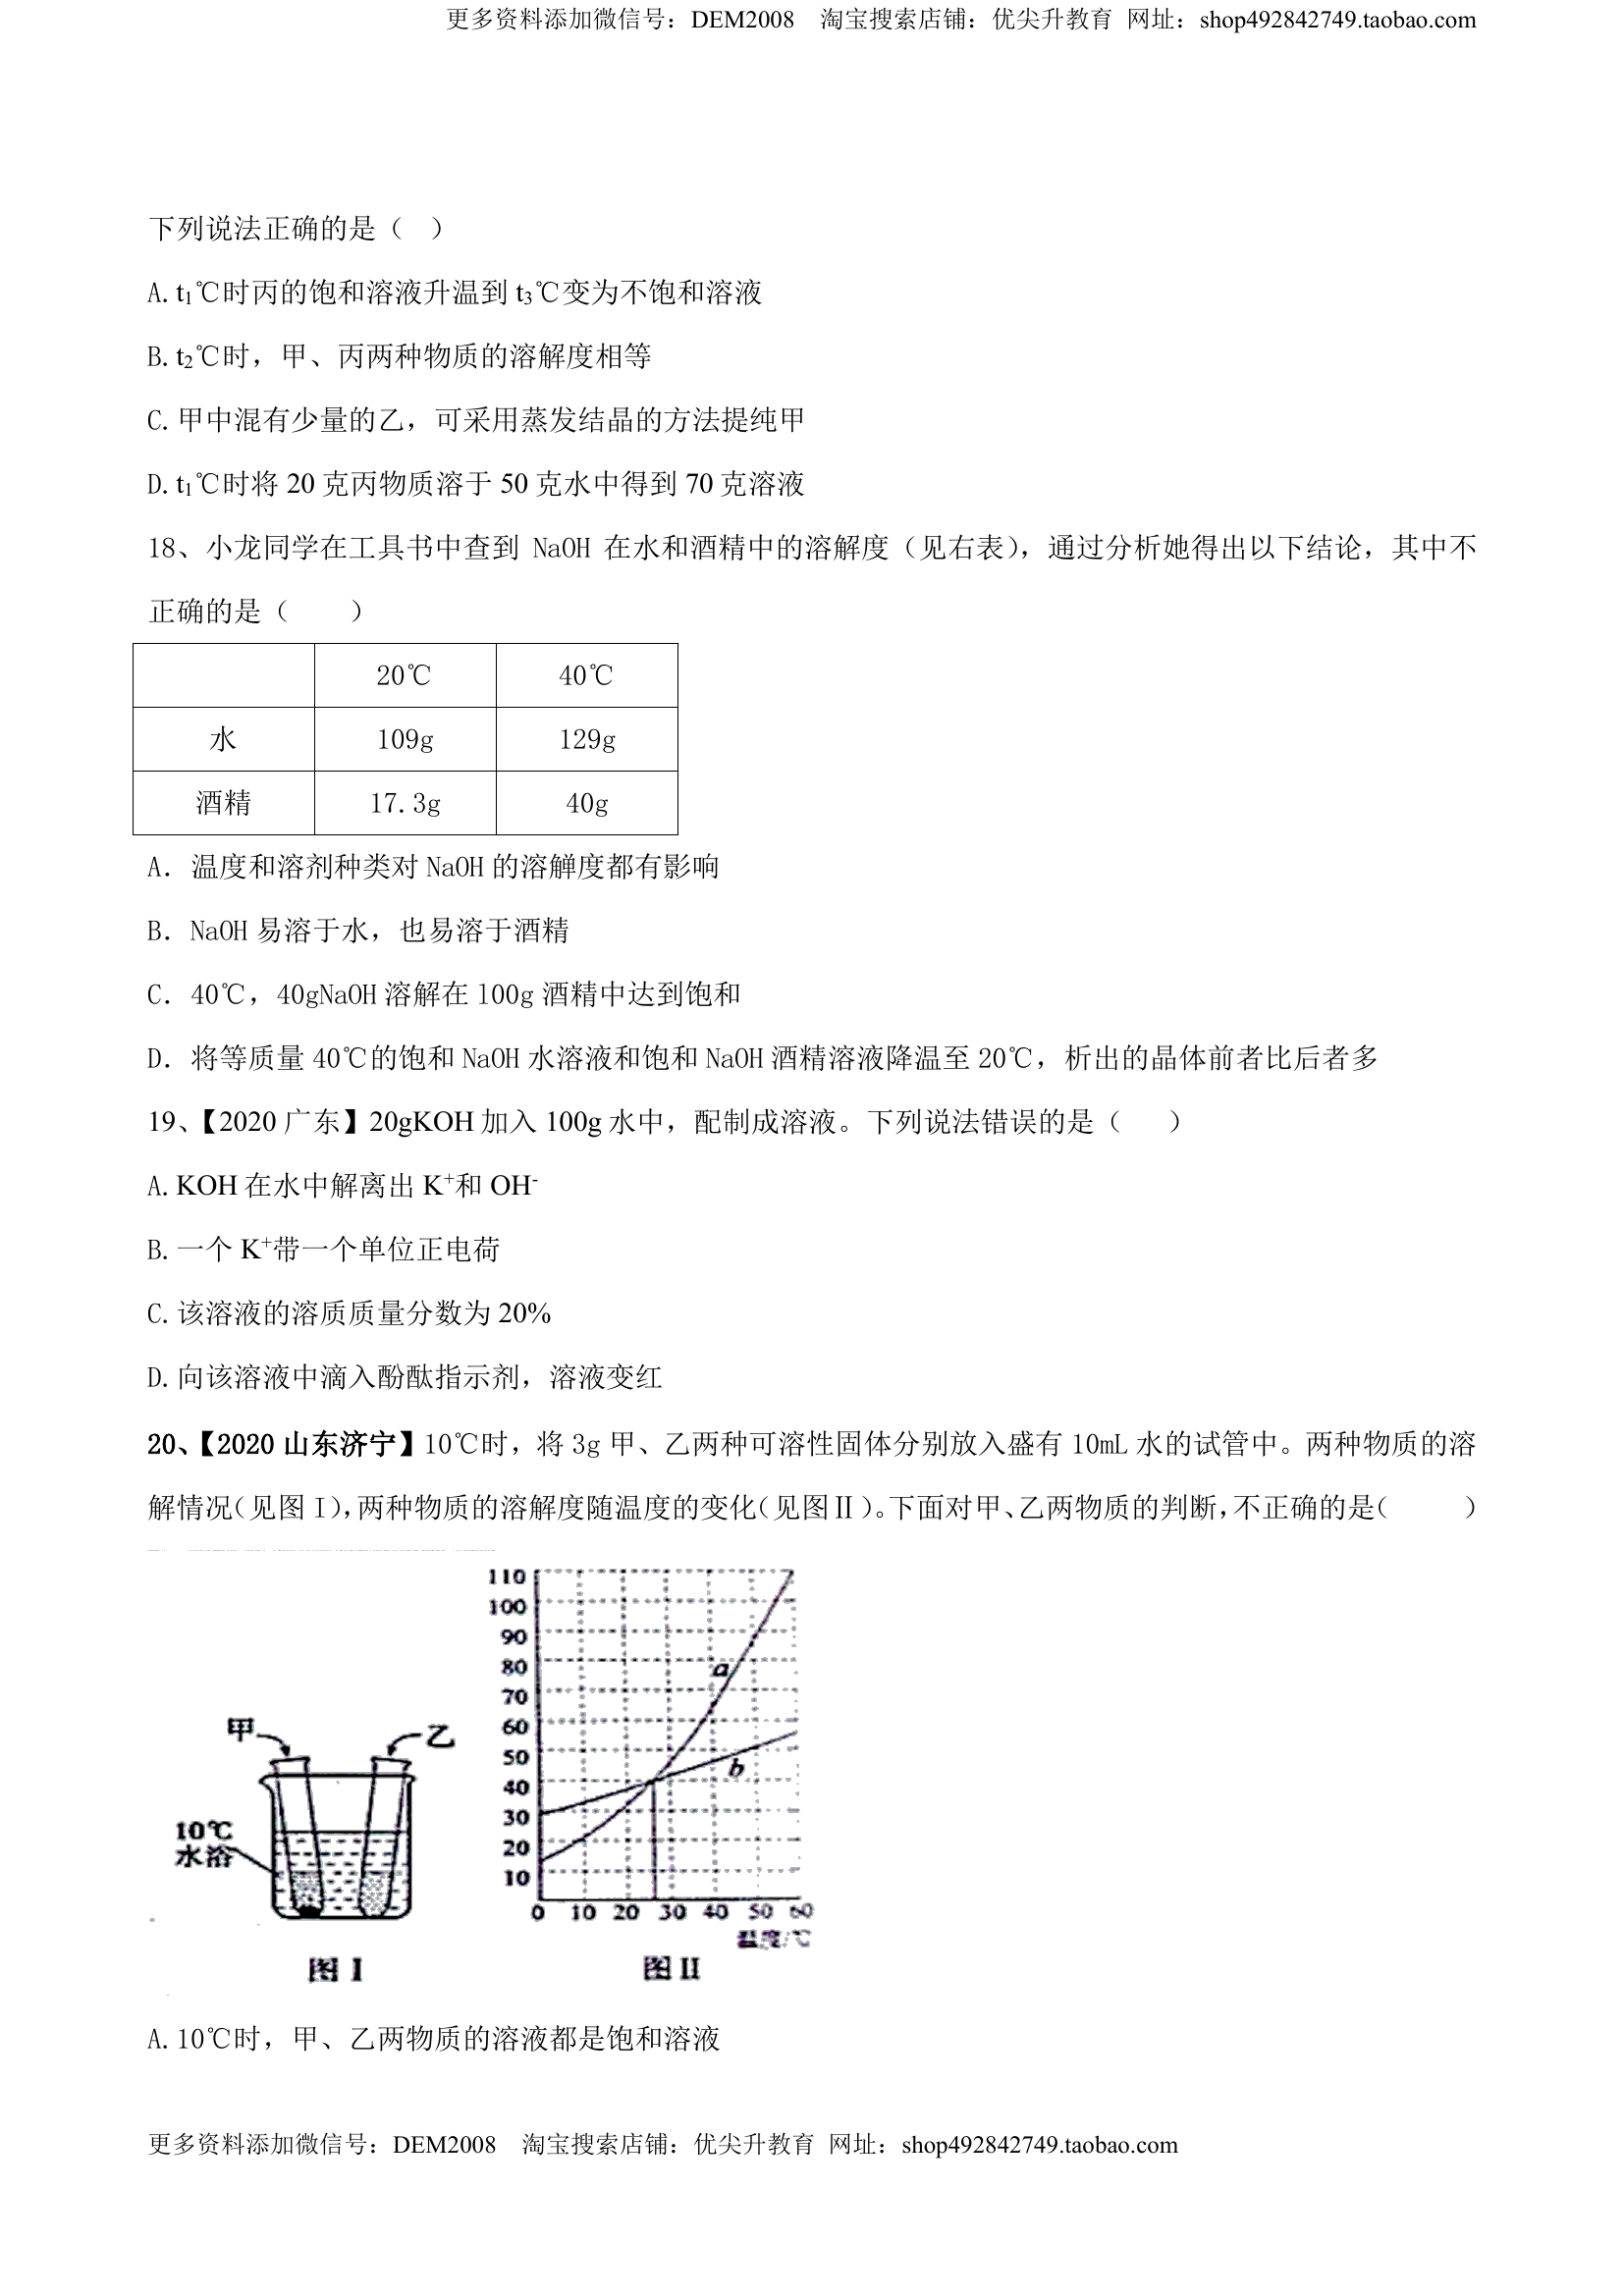 更多资料添加微信号：DEM2008 淘宝搜索店铺：优尖升教育 网址：shop492842749.taobao.com
下列说法正确的是（ ）
A.t₁℃时丙的饱和溶液升温到 t₃℃变为不饱和溶液
B.t₂℃时，甲、丙两种物质的溶解度相等
C.甲中混有少量的乙，可采用蒸发结晶的方法提纯甲
D.t₁℃时将 20 克丙物质溶于 50 克水中得到 70 克溶液
18、小龙同学在工具书中查到 NaOH 在水和酒精中的溶解度（见右表），通过分析她得出以下结论，其中不
正确的是（ ）
20℃ 40℃
水 109g 129g
酒精 17.3g 40g
A．温度和溶剂种类对 NaOH 的溶觯度都有影响
B．NaOH 易溶于水，也易溶于酒精
C．40℃，40gNaOH 溶解在 l00g 酒精中达到饱和
D．将等质量 40℃的饱和 NaOH 水溶液和饱和 NaOH 酒精溶液降温至 20℃，析出的晶体前者比后者多
19、【2020 广东】20gKOH 加入 100g 水中，配制成溶液。下列说法错误的是（ ）
A.KOH 在水中解离出 K⁺和 OH⁻
B.一个 K⁺带一个单位正电荷
C.该溶液的溶质质量分数为 20%
D.向该溶液中滴入酚酞指示剂，溶液变红
20、【2020 山东济宁】10℃时，将 3g 甲、乙两种可溶性固体分别放入盛有 10mL 水的试管中。两种物质的溶
解情况（见图 I），两种物质的溶解度随温度的变化（见图Ⅱ）。下面对甲、乙两物质的判断，不正确的是（ ）
甲 乙
10℃
水浴
图 I
110
100
90
80
70
60
50
40
30
20
10
a
b
0 10 20 30 40 50 60
温度/℃
图 II
A.10℃时，甲、乙两物质的溶液都是饱和溶液
更多资料添加微信号：DEM2008 淘宝搜索店铺：优尖升教育 网址：shop492842749.taobao.com